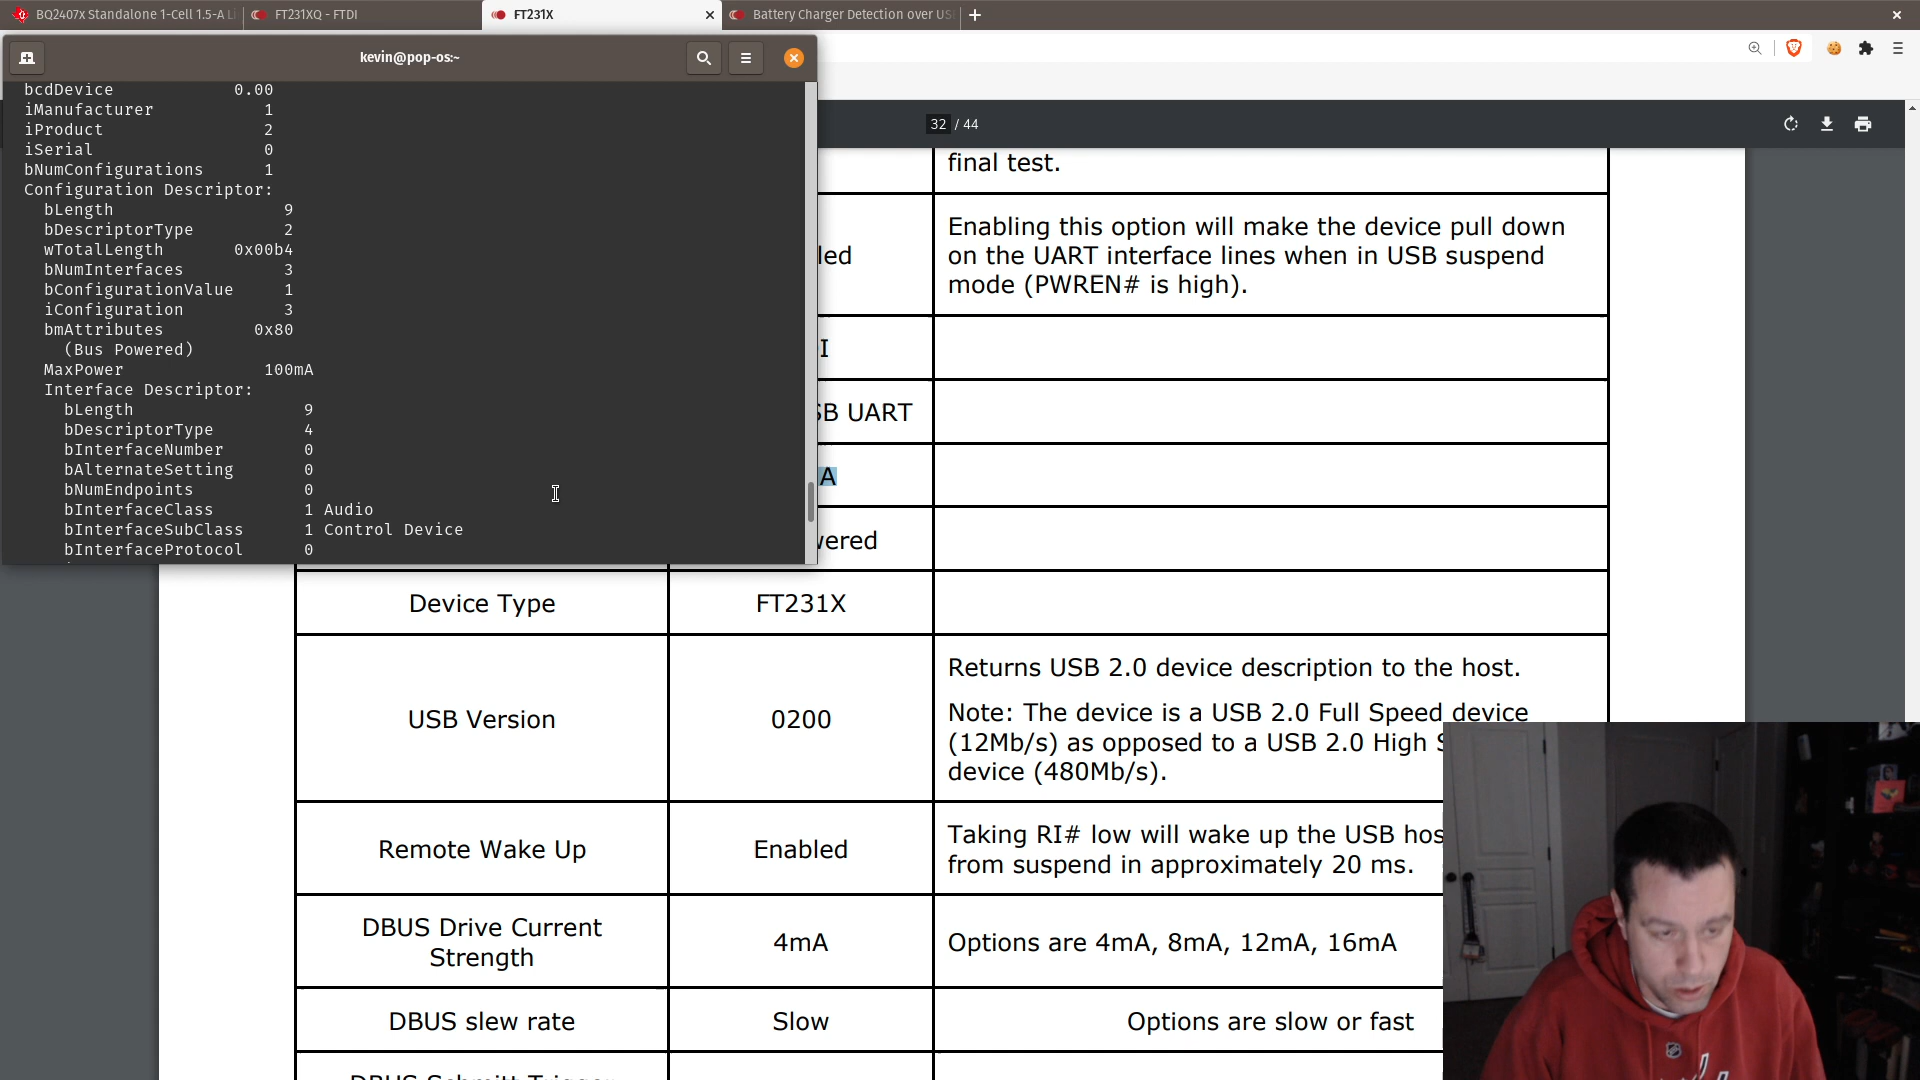 BQ2407x Standalone 1-Cell 1.5-A Li
FT231XQ - FTDI
FT231X
Battery Charger Detection over US
kevin@pop-os:~
bcdDevice 0.00
iManufacturer 1
iProduct 2
iSerial 0
bNumConfigurations 1
Configuration Descriptor:
bLength 9
bDescriptorType 2
wTotalLength 0x00b4
bNumInterfaces 3
bConfigurationValue 1
iConfiguration 3
bmAttributes 0x80
(Bus Powered)
MaxPower 100mA
Interface Descriptor:
bLength 9
bDescriptorType 4
bInterfaceNumber 0
bAlternateSetting 0
bNumEndpoints 0
bInterfaceClass 1 Audio
bInterfaceSubClass 1 Control Device
bInterfaceProtocol 0
32 / 44
final test.
led
Enabling this option will make the device pull down
on the UART interface lines when in USB suspend
mode (PWREN# is high).
I
SB UART
A
wered
Device Type FT231X
USB Version 0200
Returns USB 2.0 device description to the host.
Note: The device is a USB 2.0 Full Speed device
(12Mb/s) as opposed to a USB 2.0 High S
device (480Mb/s).
Remote Wake Up Enabled
Taking RI# low will wake up the USB hos
from suspend in approximately 20 ms.
DBUS Drive Current
Strength
4mA
Options are 4mA, 8mA, 12mA, 16mA
DBUS slew rate Slow Options are slow or fast
DBUS Schmitt Trigger